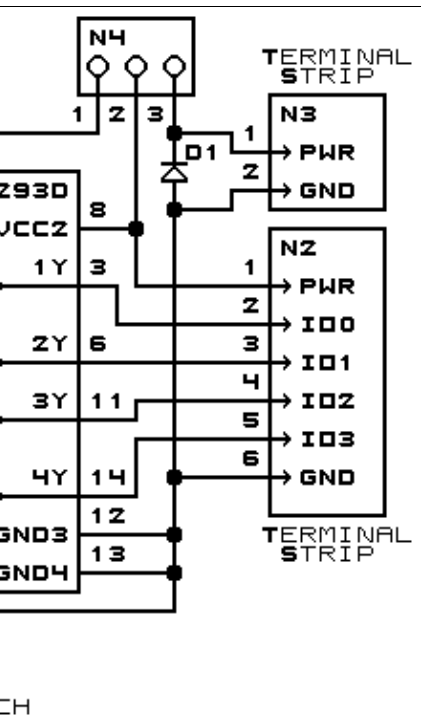 N4
1 2 3
TERMINAL
STRIP
N3
1 PWR
D1
2 GND
293D
VCC2 8
N2
1Y 3
1 PWR
2 IO0
2Y 6
3 IO1
3Y 11
4 IO2
5 IO3
4Y 14
6 GND
GND3 12
GND4 13
TERMINAL
STRIP
CH